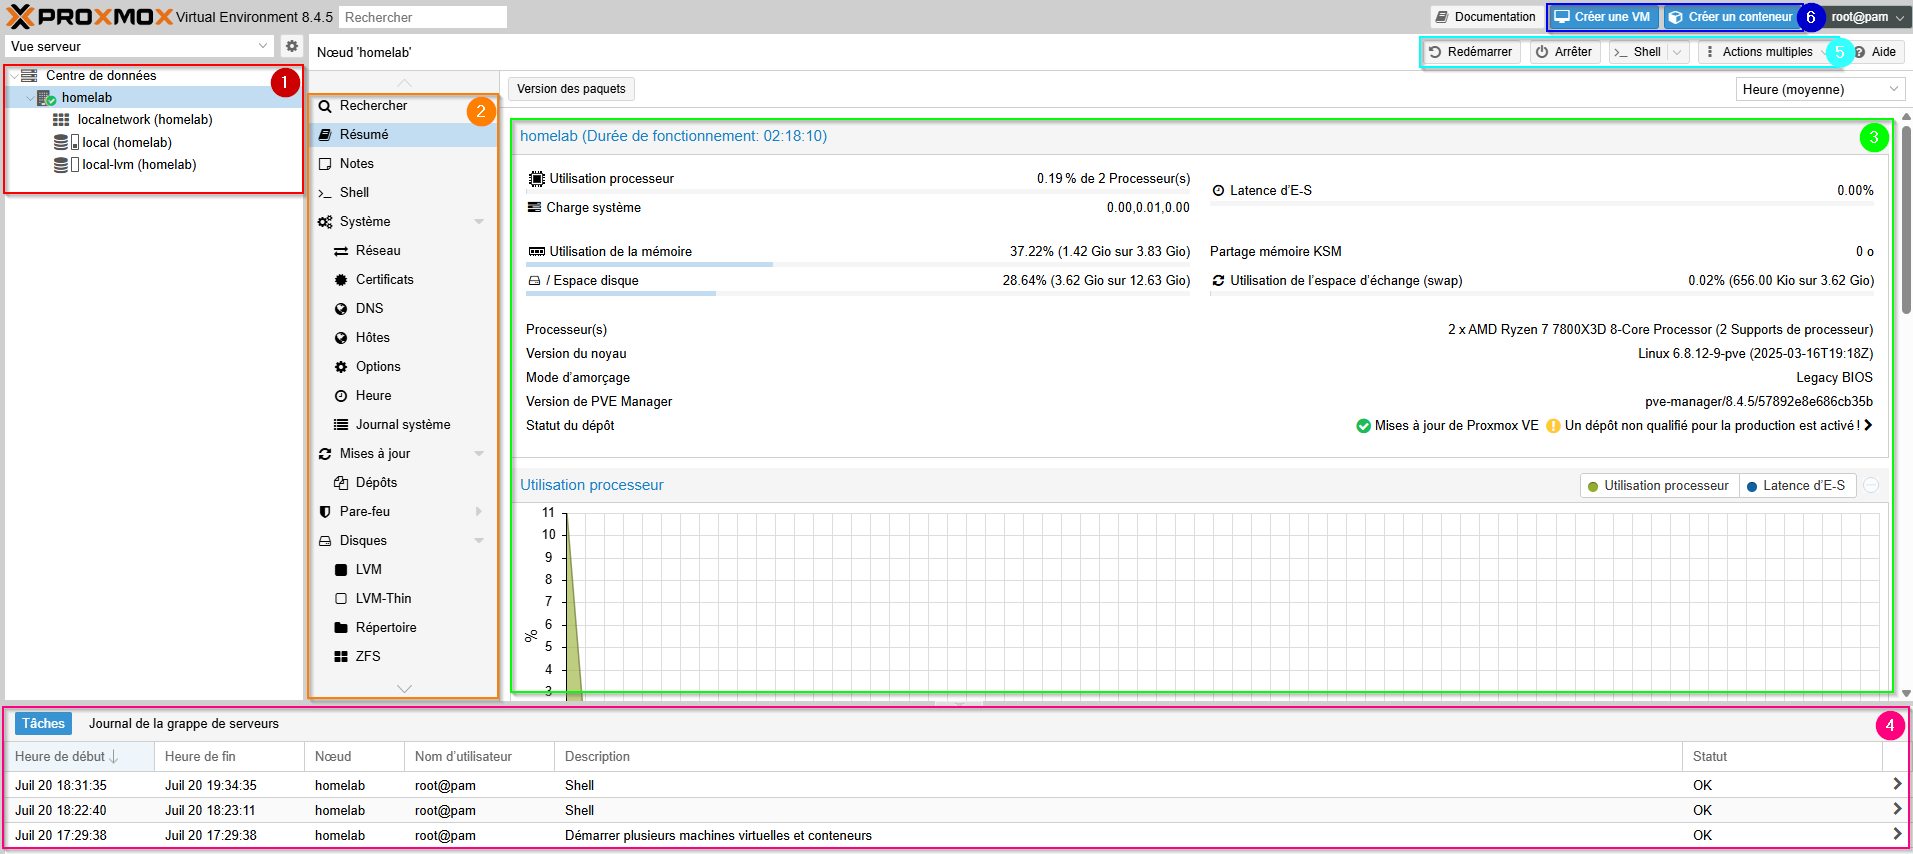 PROXMOX Virtual Environment 8.4.5 Rechercher Documentation Créer une VM Créer un conteneur 6 root@pam
Vue serveur
Nœud 'homelab' Redémarrer Arrêter >_ Shell Actions multiples 5 Aide
Centre de données 1
homelab
localnetwork (homelab)
local (homelab)
local-lvm (homelab)
2
Rechercher
Résumé
Notes
>_ Shell
Système
Réseau
Certificats
DNS
Hôtes
Options
Heure
Journal système
Mises à jour
Dépôts
Pare-feu
Disques
LVM
LVM-Thin
Répertoire
ZFS
Version des paquets Heure (moyenne)
homelab (Durée de fonctionnement: 02:18:10) 3
Utilisation processeur 0.19 % de 2 Processeur(s)
Latence d’E-S 0.00%
Charge système 0.00,0.01,0.00
Utilisation de la mémoire 37.22% (1.42 Gio sur 3.83 Gio) Partage mémoire KSM 0 o
/ Espace disque 28.64% (3.62 Gio sur 12.63 Gio) Utilisation de l’espace d’échange (swap) 0.02% (656.00 Kio sur 3.62 Gio)
Processeur(s) 2 x AMD Ryzen 7 7800X3D 8-Core Processor (2 Supports de processeur)
Version du noyau Linux 6.8.12-9-pve (2025-03-16T19:18Z)
Mode d’amorçage Legacy BIOS
Version de PVE Manager pve-manager/8.4.5/57892e8e686cb35b
Statut du dépôt Mises à jour de Proxmox VE Un dépôt non qualifié pour la production est activé !
Utilisation processeur Utilisation processeur Latence d’E-S
11
10
9
8
7
6
%
5
4
3
Tâches Journal de la grappe de serveurs 4
Heure de début Heure de fin Nœud Nom d’utilisateur Description Statut
Juil 20 18:31:35 Juil 20 19:34:35 homelab root@pam Shell OK
Juil 20 18:22:40 Juil 20 18:23:11 homelab root@pam Shell OK
Juil 20 17:29:38 Juil 20 17:29:38 homelab root@pam Démarrer plusieurs machines virtuelles et conteneurs OK